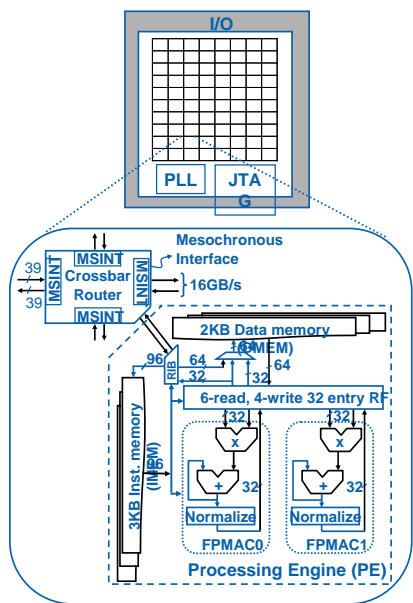 I/O
PLL
JTA
G
Mesochronous
Interface
MSINT
39
MSINT
Crossbar
Router
MSINT
39
16GB/s
MSINT
2KB Data memory
(DMEM)
64
96
RIB
64
64
32
32
6-read, 4-write 32 entry RF
3KB Inst. memory
(IMEM)
96
32
32
x
x
+
32
+
32
Normalize
Normalize
FPMAC0
FPMAC1
Processing Engine (PE)